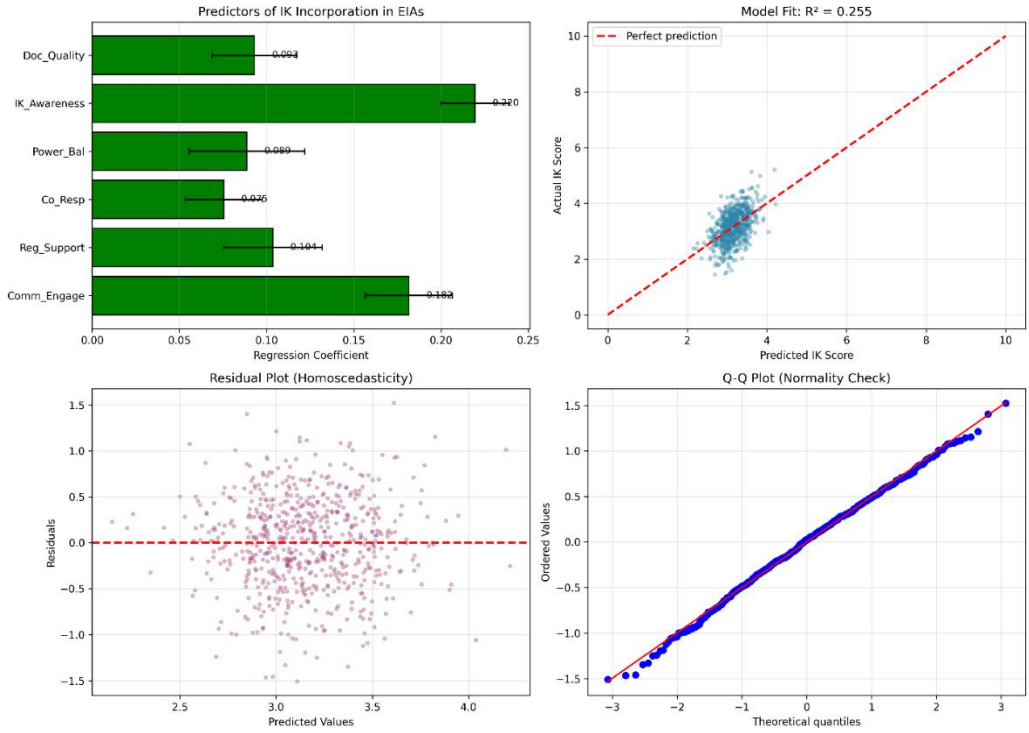 Predictors of IK Incorporation in EIAs
Doc_Quality
IK_Awareness
Power_Bal
Co_Resp
Reg_Support
Comm_Engage
0.093
0.220
0.089
0.075
0.104
0.182
0.00 0.05 0.10 0.15 0.20 0.25
Regression Coefficient
Model Fit: R² = 0.255
Perfect prediction
Actual IK Score
10
8
6
4
2
0
0 2 4 6 8 10
Predicted IK Score
Residual Plot (Homoscedasticity)
Residuals
1.5
1.0
0.5
0.0
−0.5
−1.0
−1.5
2.5 3.0 3.5 4.0
Predicted Values
Q-Q Plot (Normality Check)
Ordered Values
1.5
1.0
0.5
0.0
−0.5
−1.0
−1.5
−3 −2 −1 0 1 2 3
Theoretical quantiles